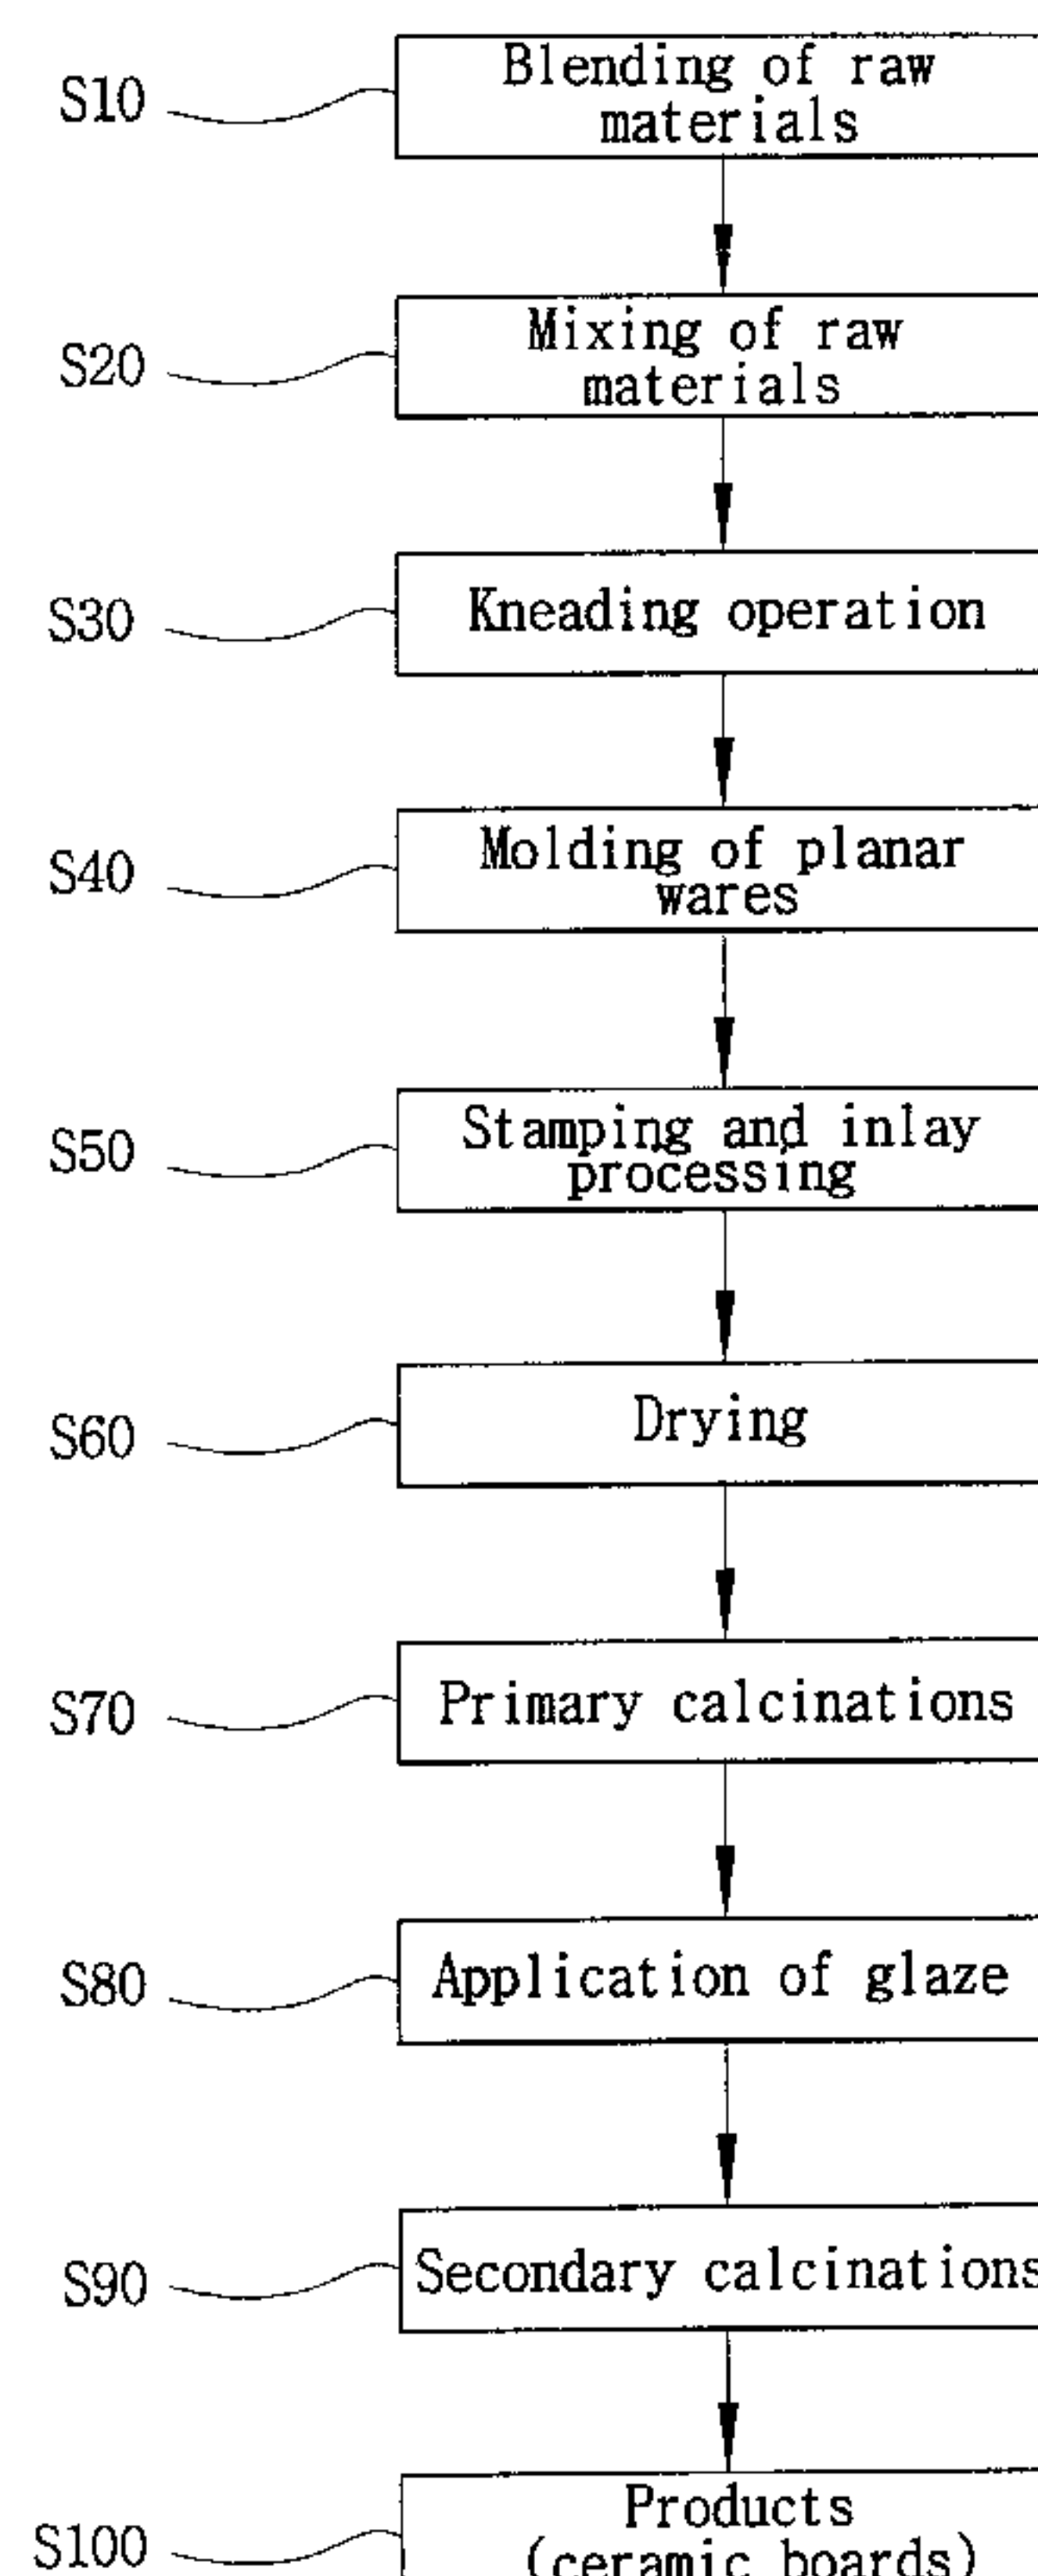 S10
Blending of raw
materials
S20
Mixing of raw
materials
S30
Kneading operation
S40
Molding of planar
wares
S50
Stamping and inlay
processing
S60
Drying
S70
Primary calcinations
S80
Application of glaze
S90
Secondary calcinations
S100
Products
(ceramic boards)